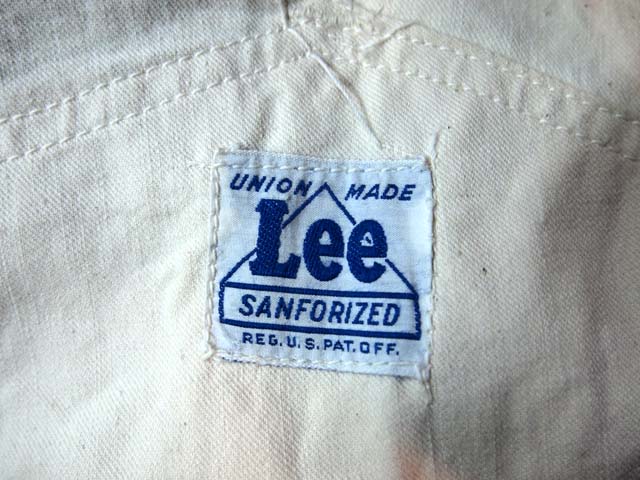 UNION MADE
Lee
SANFORIZED
REG. U. S. PAT. OFF.